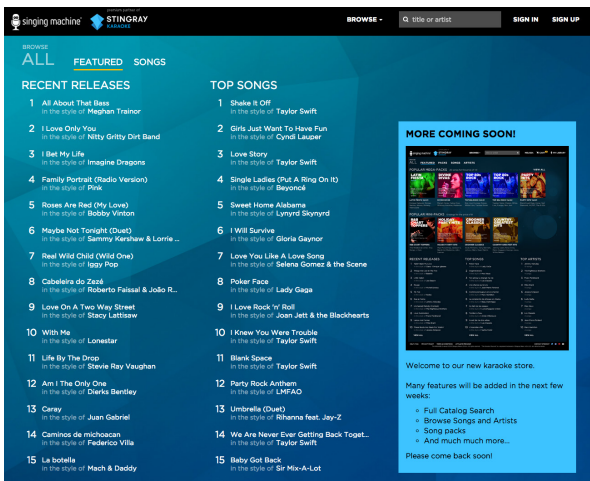 premium partner of
singing machine
STINGRAY
KARAOKE
BROWSE
title or artist
SIGN IN
SIGN UP
BROWSE
ALL
FEATURED
SONGS
RECENT RELEASES
1 All About That Bass
in the style of Meghan Trainor
2 I Love Only You
in the style of Nitty Gritty Dirt Band
3 I Bet My Life
in the style of Imagine Dragons
4 Family Portrait (Radio Version)
in the style of Pink
5 Roses Are Red (My Love)
in the style of Bobby Vinton
6 Maybe Not Tonight (Duet)
in the style of Sammy Kershaw & Lorrie ...
7 Real Wild Child (Wild One)
in the style of Iggy Pop
8 Cabeleira do Zezé
in the style of Roberto Faissal & João R...
9 Love On A Two Way Street
in the style of Stacy Lattisaw
10 With Me
in the style of Lonestar
11 Life By The Drop
in the style of Stevie Ray Vaughan
12 Am I The Only One
in the style of Dierks Bentley
13 Caray
in the style of Juan Gabriel
14 Caminos de michoacan
in the style of Federico Villa
15 La botella
in the style of Mach & Daddy
TOP SONGS
1 Shake It Off
in the style of Taylor Swift
2 Girls Just Want To Have Fun
in the style of Cyndi Lauper
3 Love Story
in the style of Taylor Swift
4 Single Ladies (Put A Ring On It)
in the style of Beyoncé
5 Sweet Home Alabama
in the style of Lynyrd Skynyrd
6 I Will Survive
in the style of Gloria Gaynor
7 Love You Like A Love Song
in the style of Selena Gomez & the Scene
8 Poker Face
in the style of Lady Gaga
9 I Love Rock 'n' Roll
in the style of Joan Jett & the Blackhearts
10 I Knew You Were Trouble
in the style of Taylor Swift
11 Blank Space
in the style of Taylor Swift
12 Party Rock Anthem
in the style of LMFAO
13 Umbrella (Duet)
in the style of Rihanna feat. Jay-Z
14 We Are Never Ever Getting Back Toget...
in the style of Taylor Swift
15 Baby Got Back
in the style of Sir Mix-A-Lot
MORE COMING SOON!
POPULAR MEGA-PACKS
POPULAR MINI-PACKS
RECENT RELEASES
TOP SONGS
TOP ARTISTS
Welcome to our new karaoke store.
Many features will be added in the next few
weeks:
Full Catalog Search
Browse Songs and Artists
Song packs
And much much more...
Please come back soon!